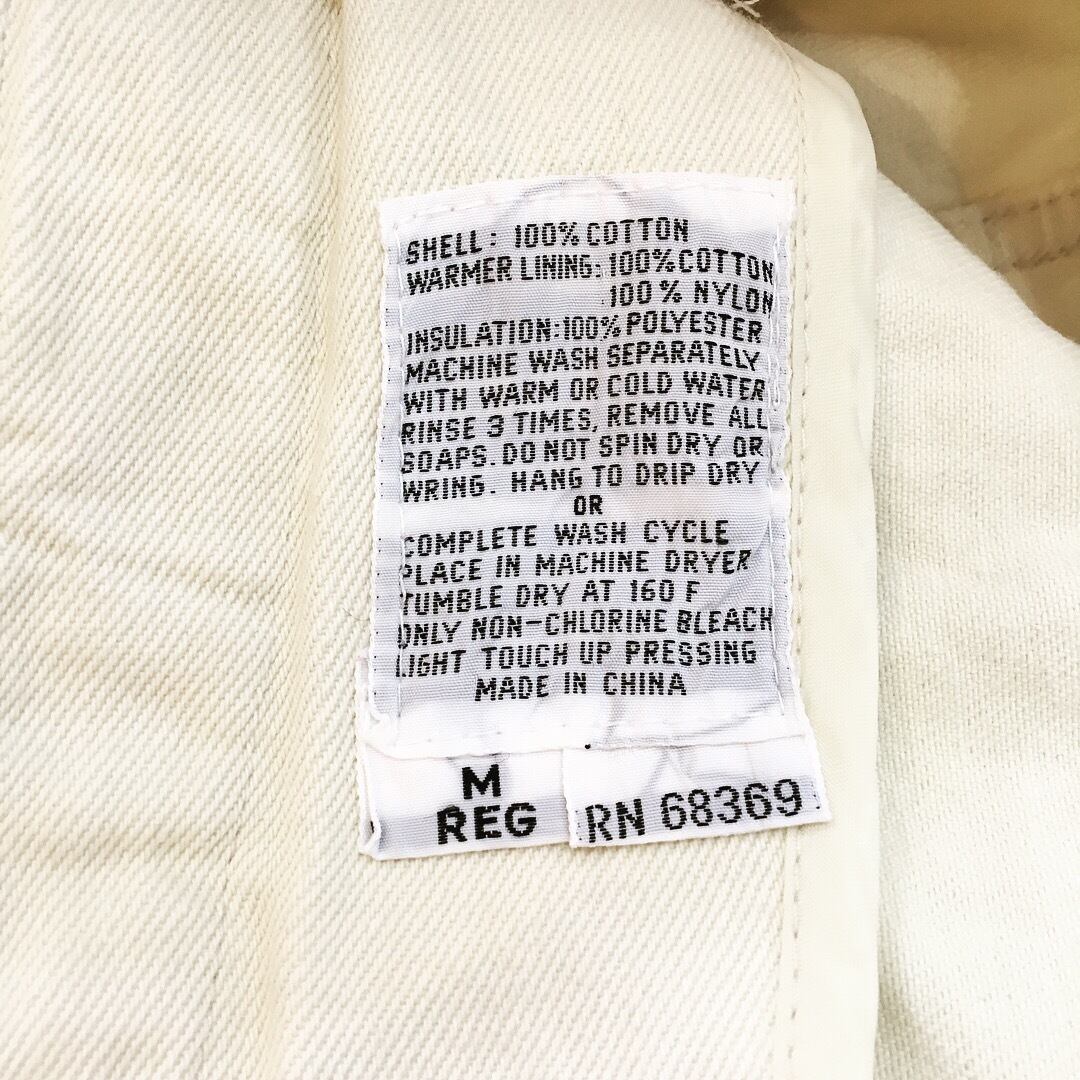 SHELL: 100% COTTON
WARMER LINING: 100% COTTON
100% NYLON
INSULATION: 100% POLYESTER
MACHINE WASH SEPARATELY
WITH WARM OR COLD WATER
RINSE 3 TIMES, REMOVE ALL
SOAPS. DO NOT SPIN DRY OR
WRING. HANG TO DRIP DRY
OR
COMPLETE WASH CYCLE
PLACE IN MACHINE DRYER
TUMBLE DRY AT 160 F
ONLY NON-CHLORINE BLEACH
LIGHT TOUCH UP PRESSING
MADE IN CHINA
M
REG
RN 68369